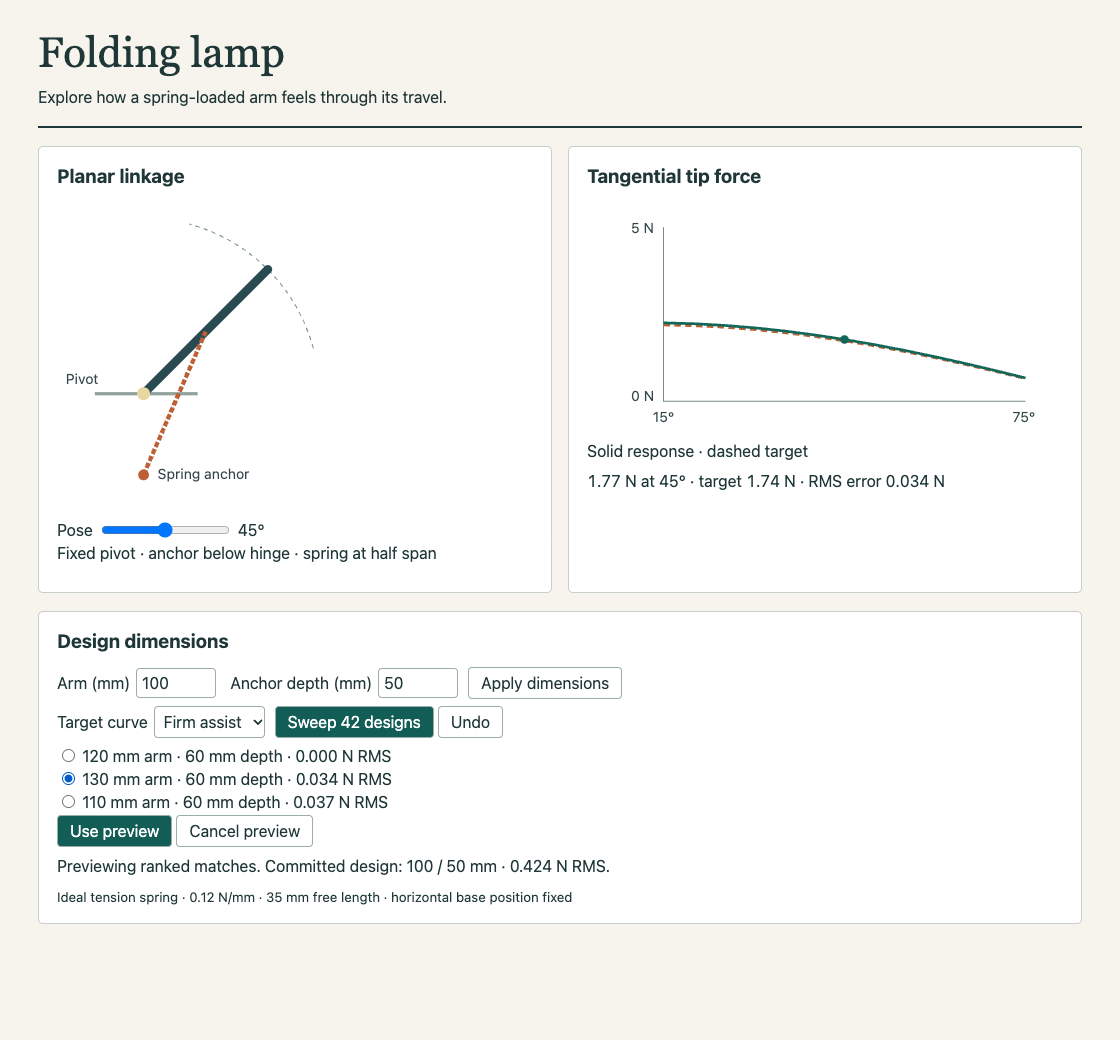 Folding lamp
Explore how a spring-loaded arm feels through its travel.
Planar linkage
Pivot
Spring anchor
Pose 45°
Fixed pivot · anchor below hinge · spring at half span
Tangential tip force
5 N
0 N
15° 75°
Solid response · dashed target
1.77 N at 45° · target 1.74 N · RMS error 0.034 N
Design dimensions
Arm (mm) 100 Anchor depth (mm) 50 Apply dimensions
Target curve Firm assist Sweep 42 designs Undo
120 mm arm · 60 mm depth · 0.000 N RMS
130 mm arm · 60 mm depth · 0.034 N RMS
110 mm arm · 60 mm depth · 0.037 N RMS
Use preview Cancel preview
Previewing ranked matches. Committed design: 100 / 50 mm · 0.424 N RMS.
Ideal tension spring · 0.12 N/mm · 35 mm free length · horizontal base position fixed